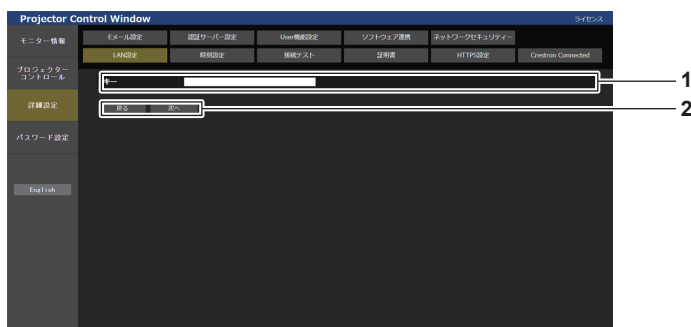 Projector Control Window
ライセンス
モニター情報
Eメール設定 認証サーバー設定 User機能設定 ソフトウェア連携 ネットワークセキュリティー
LAN設定 時刻設定 接続テスト 証明書 HTTPS設定 Crestron Connected
プロジェクター
コントロール
キー
1
詳細設定
戻る 次へ
2
パスワード設定
English